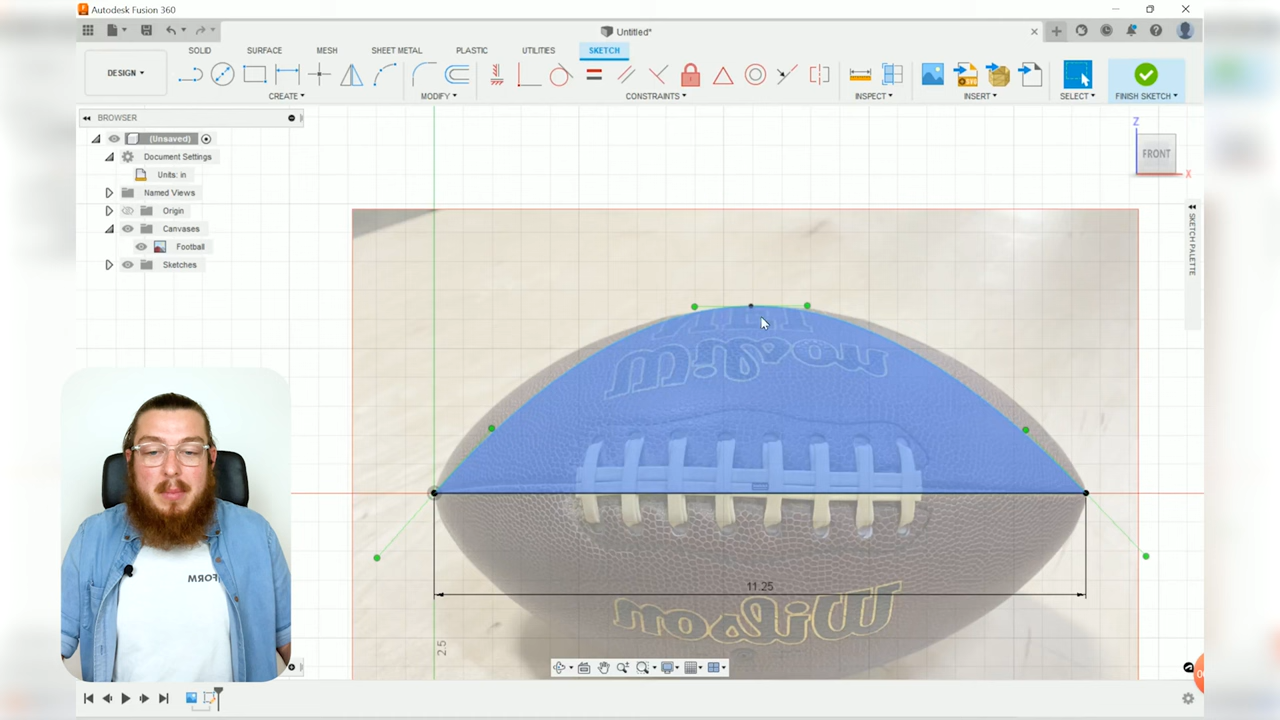 Autodesk Fusion 360
Untitled*
SOLID SURFACE MESH SHEET METAL PLASTIC UTILITIES SKETCH
DESIGN
CREATE MODIFY CONSTRAINTS INSPECT INSERT SELECT FINISH SKETCH
BROWSER
(Unsaved)
Document Settings
Units: in
Named Views
Origin
Canvases
Football
Sketches
Z
FRONT
X
SKETCH PALETTE
Wilson
11.25
Wilson
2.5